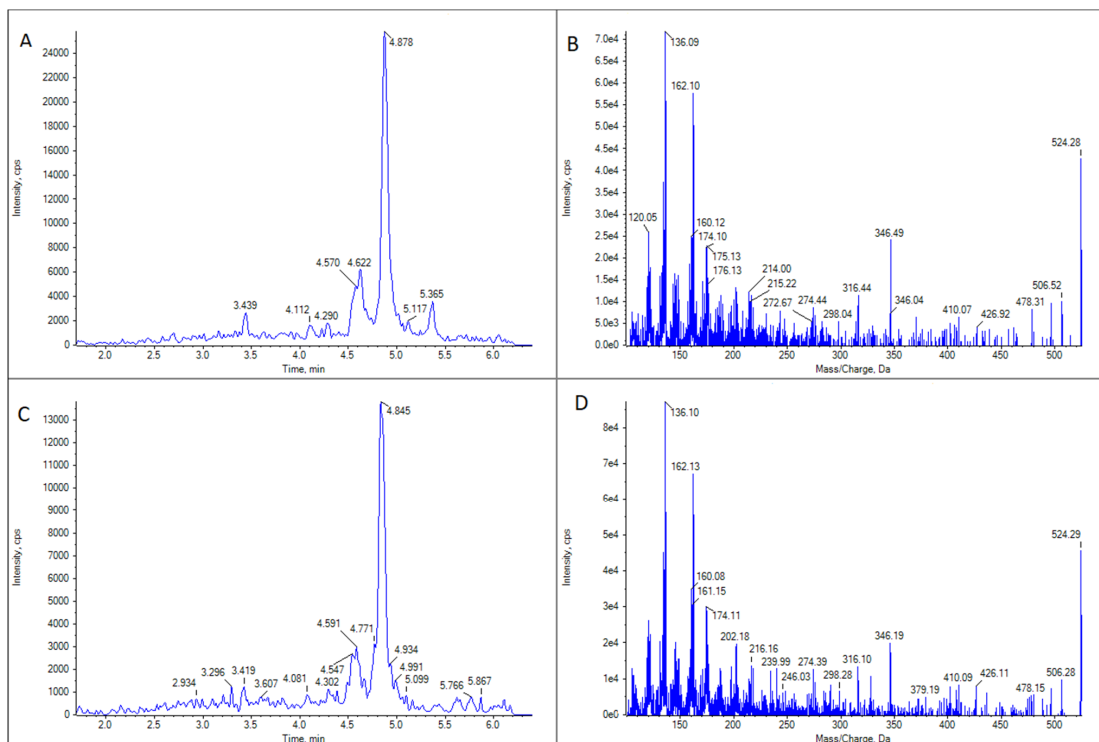 A
Intensity, cps
24000
22000
20000
18000
16000
14000
12000
10000
8000
6000
4000
2000
0
4.878
4.570
4.622
3.439
4.112
4.290
5.117
5.365
2.0 2.5 3.0 3.5 4.0 4.5 5.0 5.5 6.0
Time, min
B
Intensity, cps
7.0e4
6.5e4
6.0e4
5.5e4
5.0e4
4.5e4
4.0e4
3.5e4
3.0e4
2.5e4
2.0e4
1.5e4
1.0e4
5.0e3
0.0e0
136.09
162.10
524.28
120.05
160.12
174.10
175.13
176.13
346.49
214.00
215.22
272.67
274.44
298.04
316.44
346.04
410.07
426.92
478.31
506.52
150 200 250 300 350 400 450 500
Mass/Charge, Da
C
Intensity, cps
13000
12000
11000
10000
9000
8000
7000
6000
5000
4000
3000
2000
1000
0
4.845
4.591
4.771
4.934
4.547
4.991
3.296
3.419
4.302
5.099
2.934
3.607
4.081
5.766
5.867
2.0 2.5 3.0 3.5 4.0 4.5 5.0 5.5 6.0
Time, min
D
Intensity, cps
8e4
7e4
6e4
5e4
4e4
3e4
2e4
1e4
0e0
136.10
162.13
524.29
160.08
161.15
174.11
202.18
346.19
216.16
239.99
246.03
274.39
298.28
316.10
379.19
410.09
426.11
478.15
506.28
150 200 250 300 350 400 450 500
Mass/Charge, Da